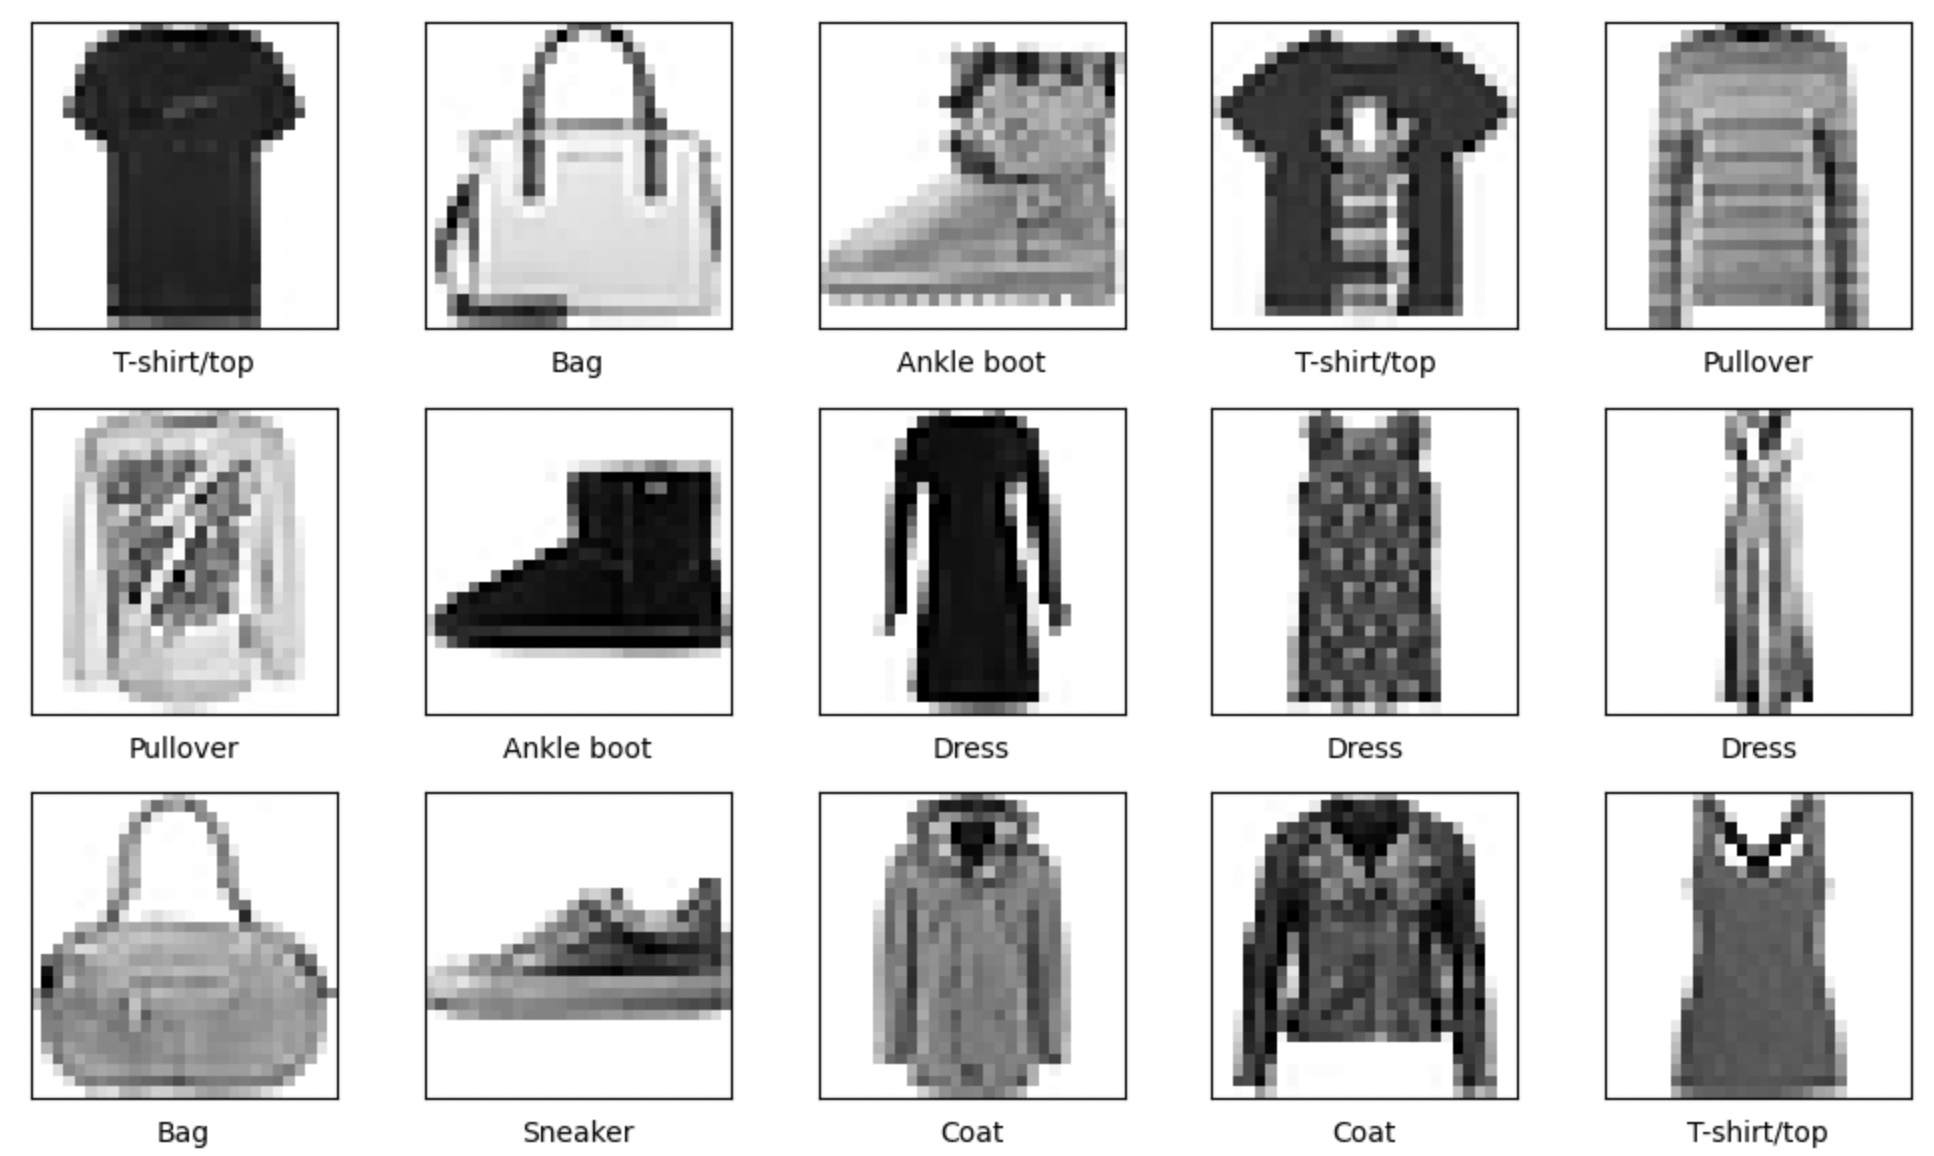 T-shirt/top
Bag
Ankle boot
T-shirt/top
Pullover
Pullover
Ankle boot
Dress
Dress
Dress
Bag
Sneaker
Coat
Coat
T-shirt/top